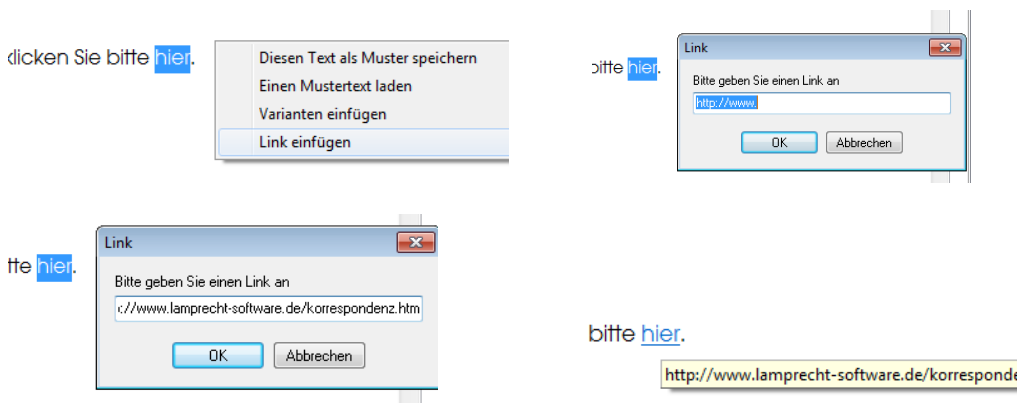 klicken Sie bitte hier.
Diesen Text als Muster speichern
Einen Mustertext laden
Varianten einfügen
Link einfügen
bitte hier.
Link
Bitte geben Sie einen Link an
http://www.
OK Abbrechen
tte hier.
Link
Bitte geben Sie einen Link an
://www.lamprecht-software.de/korrespondenz.htm
OK Abbrechen
bitte hier.
http://www.lamprecht-software.de/korresponde